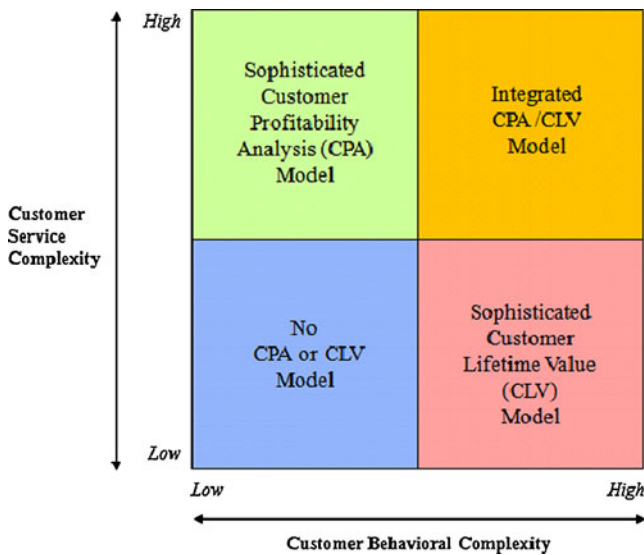 High
Sophisticated
Customer
Profitability
Analysis (CPA)
Model
Integrated
CPA /CLV
Model
Customer
Service
Complexity
No
CPA or CLV
Model
Sophisticated
Customer
Lifetime Value
(CLV)
Model
Low
Low
High
Customer Behavioral Complexity